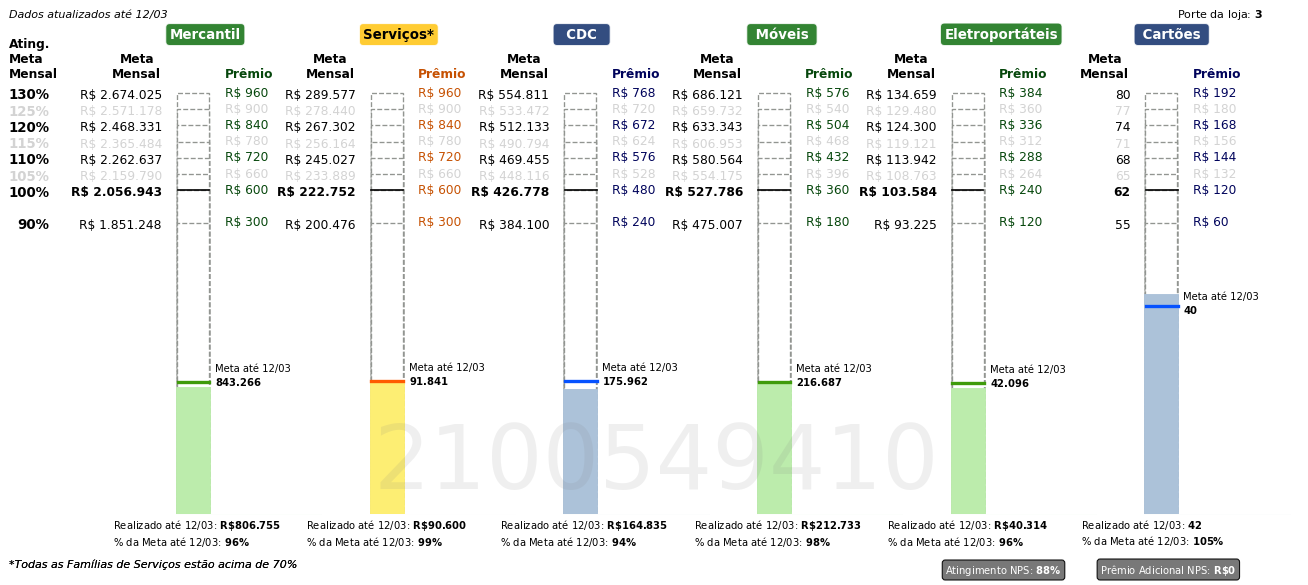 Dados atualizados até 12/03
Porte da loja: 3
Mercantil Serviços* CDC Móveis Eletroportáteis Cartões
Ating. Meta Mensal
Meta Mensal Prêmio Meta Mensal Prêmio Meta Mensal Prêmio Meta Mensal Prêmio Meta Mensal Prêmio Meta Mensal Prêmio
130% R$ 2.674.025 R$ 960 R$ 289.577 R$ 960 R$ 554.811 R$ 768 R$ 686.121 R$ 576 R$ 134.659 R$ 384 80 R$ 192
125% R$ 2.571.178 R$ 900 R$ 278.440 R$ 900 R$ 533.472 R$ 720 R$ 659.732 R$ 540 R$ 129.480 R$ 360 77 R$ 180
120% R$ 2.468.331 R$ 840 R$ 267.302 R$ 840 R$ 512.133 R$ 672 R$ 633.343 R$ 504 R$ 124.300 R$ 336 74 R$ 168
115% R$ 2.365.484 R$ 780 R$ 256.164 R$ 780 R$ 490.794 R$ 624 R$ 606.953 R$ 468 R$ 119.121 R$ 312 71 R$ 156
110% R$ 2.262.637 R$ 720 R$ 245.027 R$ 720 R$ 469.455 R$ 576 R$ 580.564 R$ 432 R$ 113.942 R$ 288 68 R$ 144
105% R$ 2.159.790 R$ 660 R$ 233.889 R$ 660 R$ 448.116 R$ 528 R$ 554.175 R$ 396 R$ 108.763 R$ 264 65 R$ 132
100% R$ 2.056.943 R$ 600 R$ 222.752 R$ 600 R$ 426.778 R$ 480 R$ 527.786 R$ 360 R$ 103.584 R$ 240 62 R$ 120
90% R$ 1.851.248 R$ 300 R$ 200.476 R$ 300 R$ 384.100 R$ 240 R$ 475.007 R$ 180 R$ 93.225 R$ 120 55 R$ 60
Meta até 12/03
40
Meta até 12/03 Meta até 12/03 Meta até 12/03 Meta até 12/03 Meta até 12/03
843.266 91.841 175.962 216.687 42.096
2100549410
Realizado até 12/03: R$806.755 Realizado até 12/03: R$90.600 Realizado até 12/03: R$164.835 Realizado até 12/03: R$212.733 Realizado até 12/03: R$40.314 Realizado até 12/03: 42
% da Meta até 12/03: 96% % da Meta até 12/03: 99% % da Meta até 12/03: 94% % da Meta até 12/03: 98% % da Meta até 12/03: 96% % da Meta até 12/03: 105%
*Todas as Famílias de Serviços estão acima de 70%
Atingimento NPS: 88% Prêmio Adicional NPS: R$0